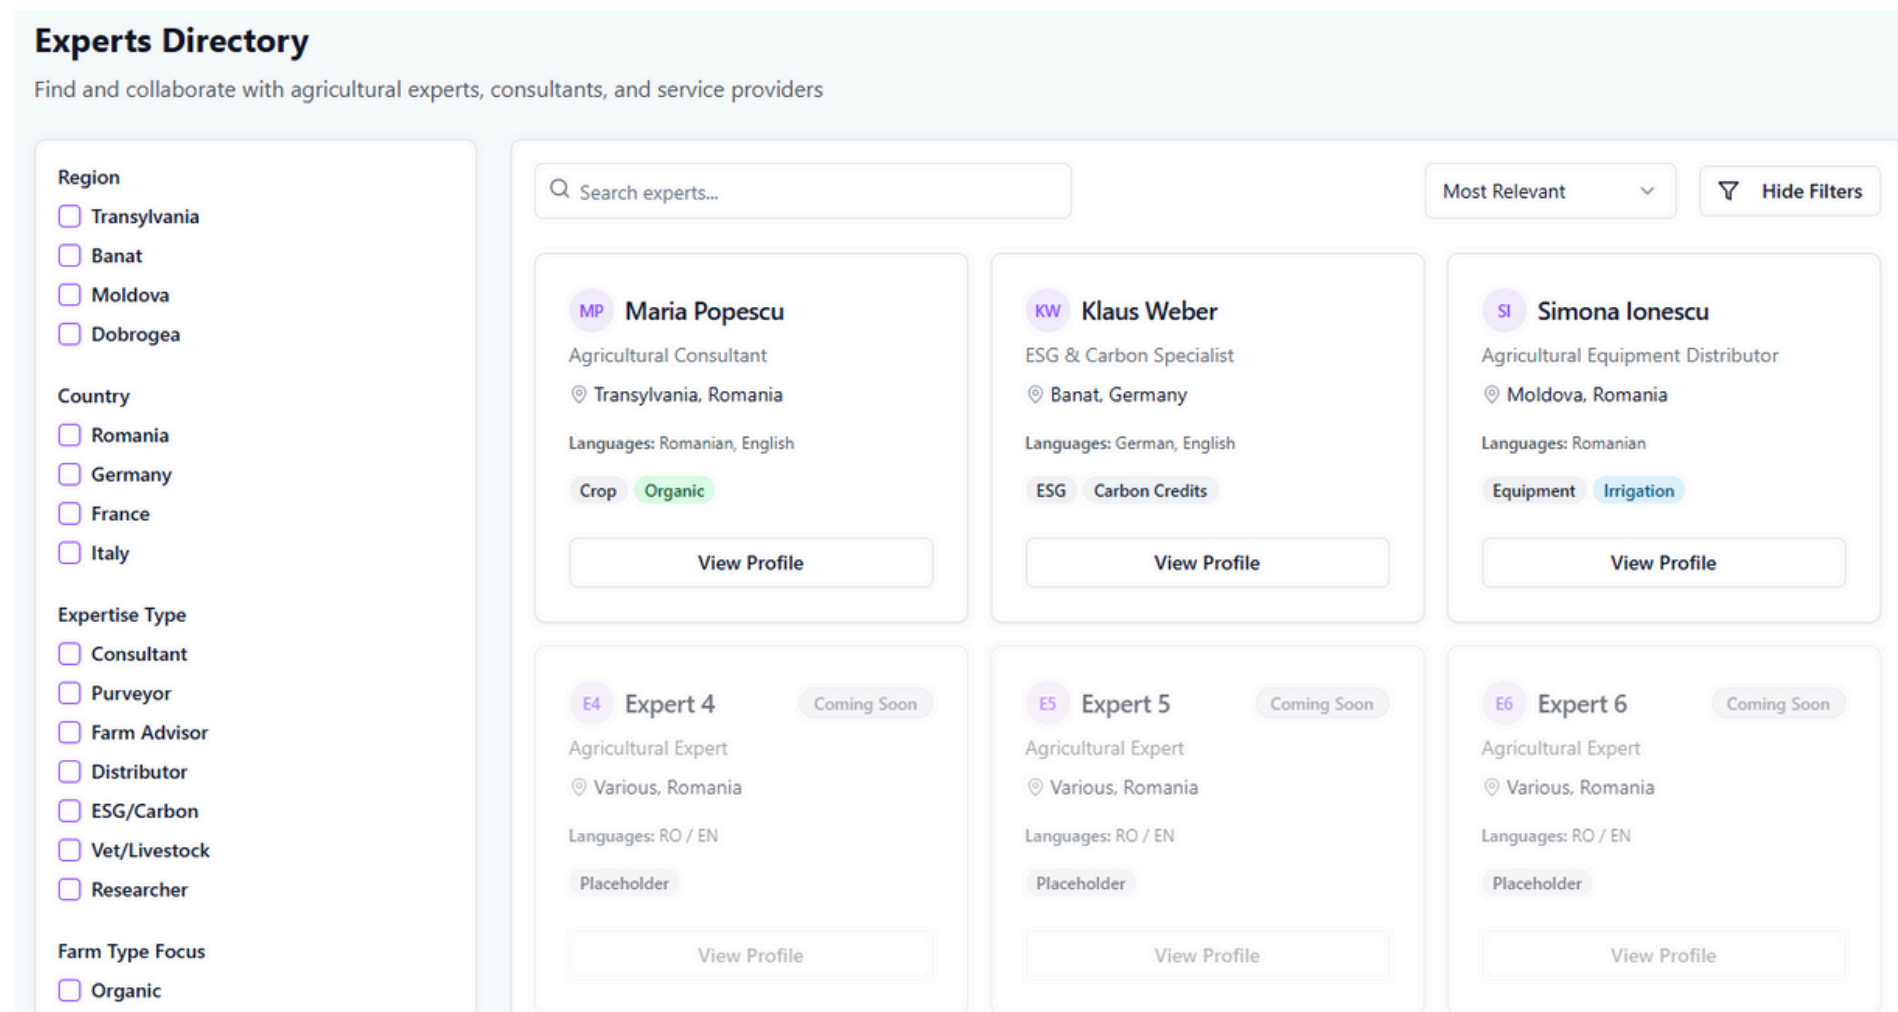 Experts Directory
Find and collaborate with agricultural experts, consultants, and service providers
Region
Transylvania
Banat
Moldova
Dobrogea
Country
Romania
Germany
France
Italy
Expertise Type
Consultant
Purveyor
Farm Advisor
Distributor
ESG/Carbon
Vet/Livestock
Researcher
Farm Type Focus
Organic
Search experts...
Most Relevant
Hide Filters
MP Maria Popescu
Agricultural Consultant
Transylvania, Romania
Languages: Romanian, English
Crop Organic
View Profile
KW Klaus Weber
ESG & Carbon Specialist
Banat, Germany
Languages: German, English
ESG Carbon Credits
View Profile
SI Simona Ionescu
Agricultural Equipment Distributor
Moldova, Romania
Languages: Romanian
Equipment Irrigation
View Profile
E4 Expert 4 Coming Soon
Agricultural Expert
Various, Romania
Languages: RO / EN
Placeholder
View Profile
E5 Expert 5 Coming Soon
Agricultural Expert
Various, Romania
Languages: RO / EN
Placeholder
View Profile
E6 Expert 6 Coming Soon
Agricultural Expert
Various, Romania
Languages: RO / EN
Placeholder
View Profile